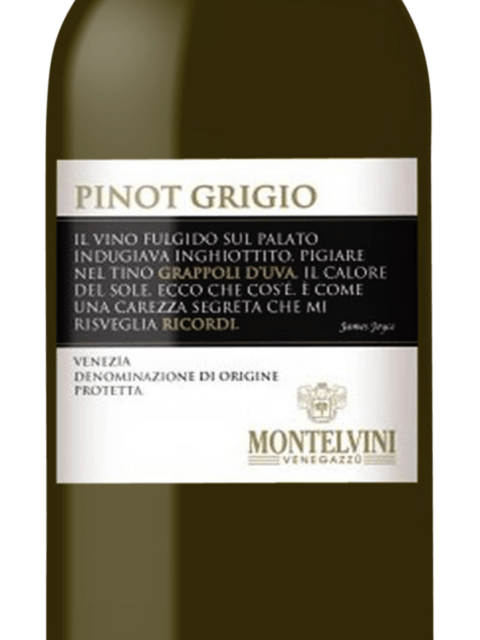 PINOT GRIGIO
IL VINO FULGIDO SUL PALATO
INDUGIAVA INGHIOTTITO. PIGIARE
NEL TINO GRAPPOLI D'UVA. IL CALORE
DEL SOLE. ECCO CHE COS'É. È COME
UNA CAREZZA SEGRETA CHE MI
RISVEGLIA RICORDI.
James Joyce
VENEZIA
DENOMINAZIONE DI ORIGINE
PROTETTA
MONTELVINI
VENEGAZZÙ